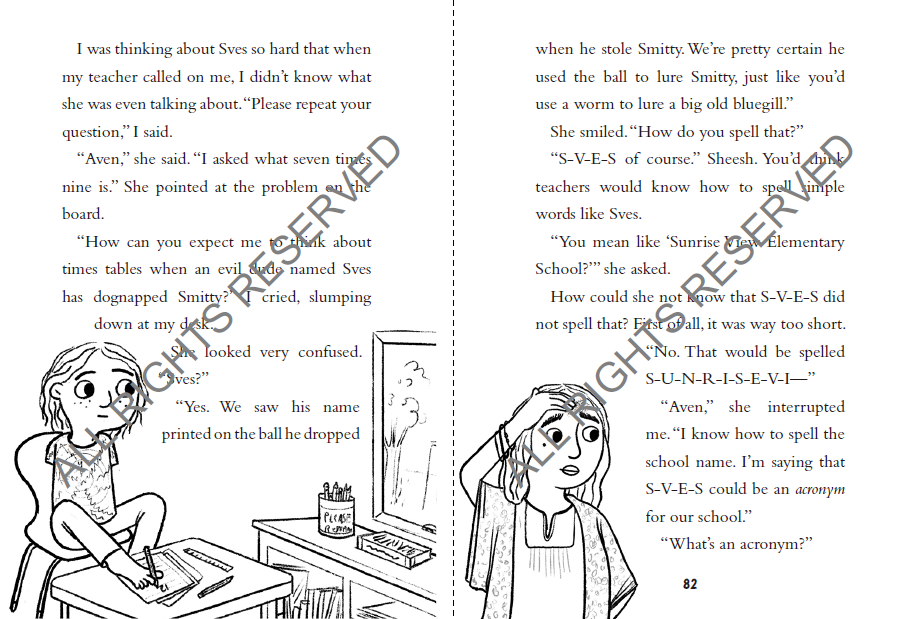 I was thinking about Sves so hard that when
my teacher called on me, I didn't know what
she was even talking about. “Please repeat your
question,” I said.
“Aven,” she said. “I asked what seven times
nine is.” She pointed at the problem on the
board.
“How can you expect me to think about
times tables when an evil dude named Sves
has dognapped Smitty?” I cried, slumping
down at my desk.
She looked very confused.
“Sves?”
“Yes. We saw his name
printed on the ball he dropped
PLEASE
ALL RIGHTS RESERVED
when he stole Smitty. We're pretty certain he
used the ball to lure Smitty, just like you'd
use a worm to lure a big old bluegill.”
She smiled. “How do you spell that?”
“S-V-E-S of course.” Sheesh. You'd think
teachers would know how to spell simple
words like Sves.
“You mean like ‘Sunrise View Elementary
School?’” she asked.
How could she not know that S-V-E-S did
not spell that? First of all, it was way too short.
“No. That would be spelled
S-U-N-R-I-S-E-V-I—”
“Aven,” she interrupted
me. “I know how to spell the
school name. I'm saying that
S-V-E-S could be an acronym
for our school.”
“What's an acronym?”
82
ALL RIGHTS RESERVED